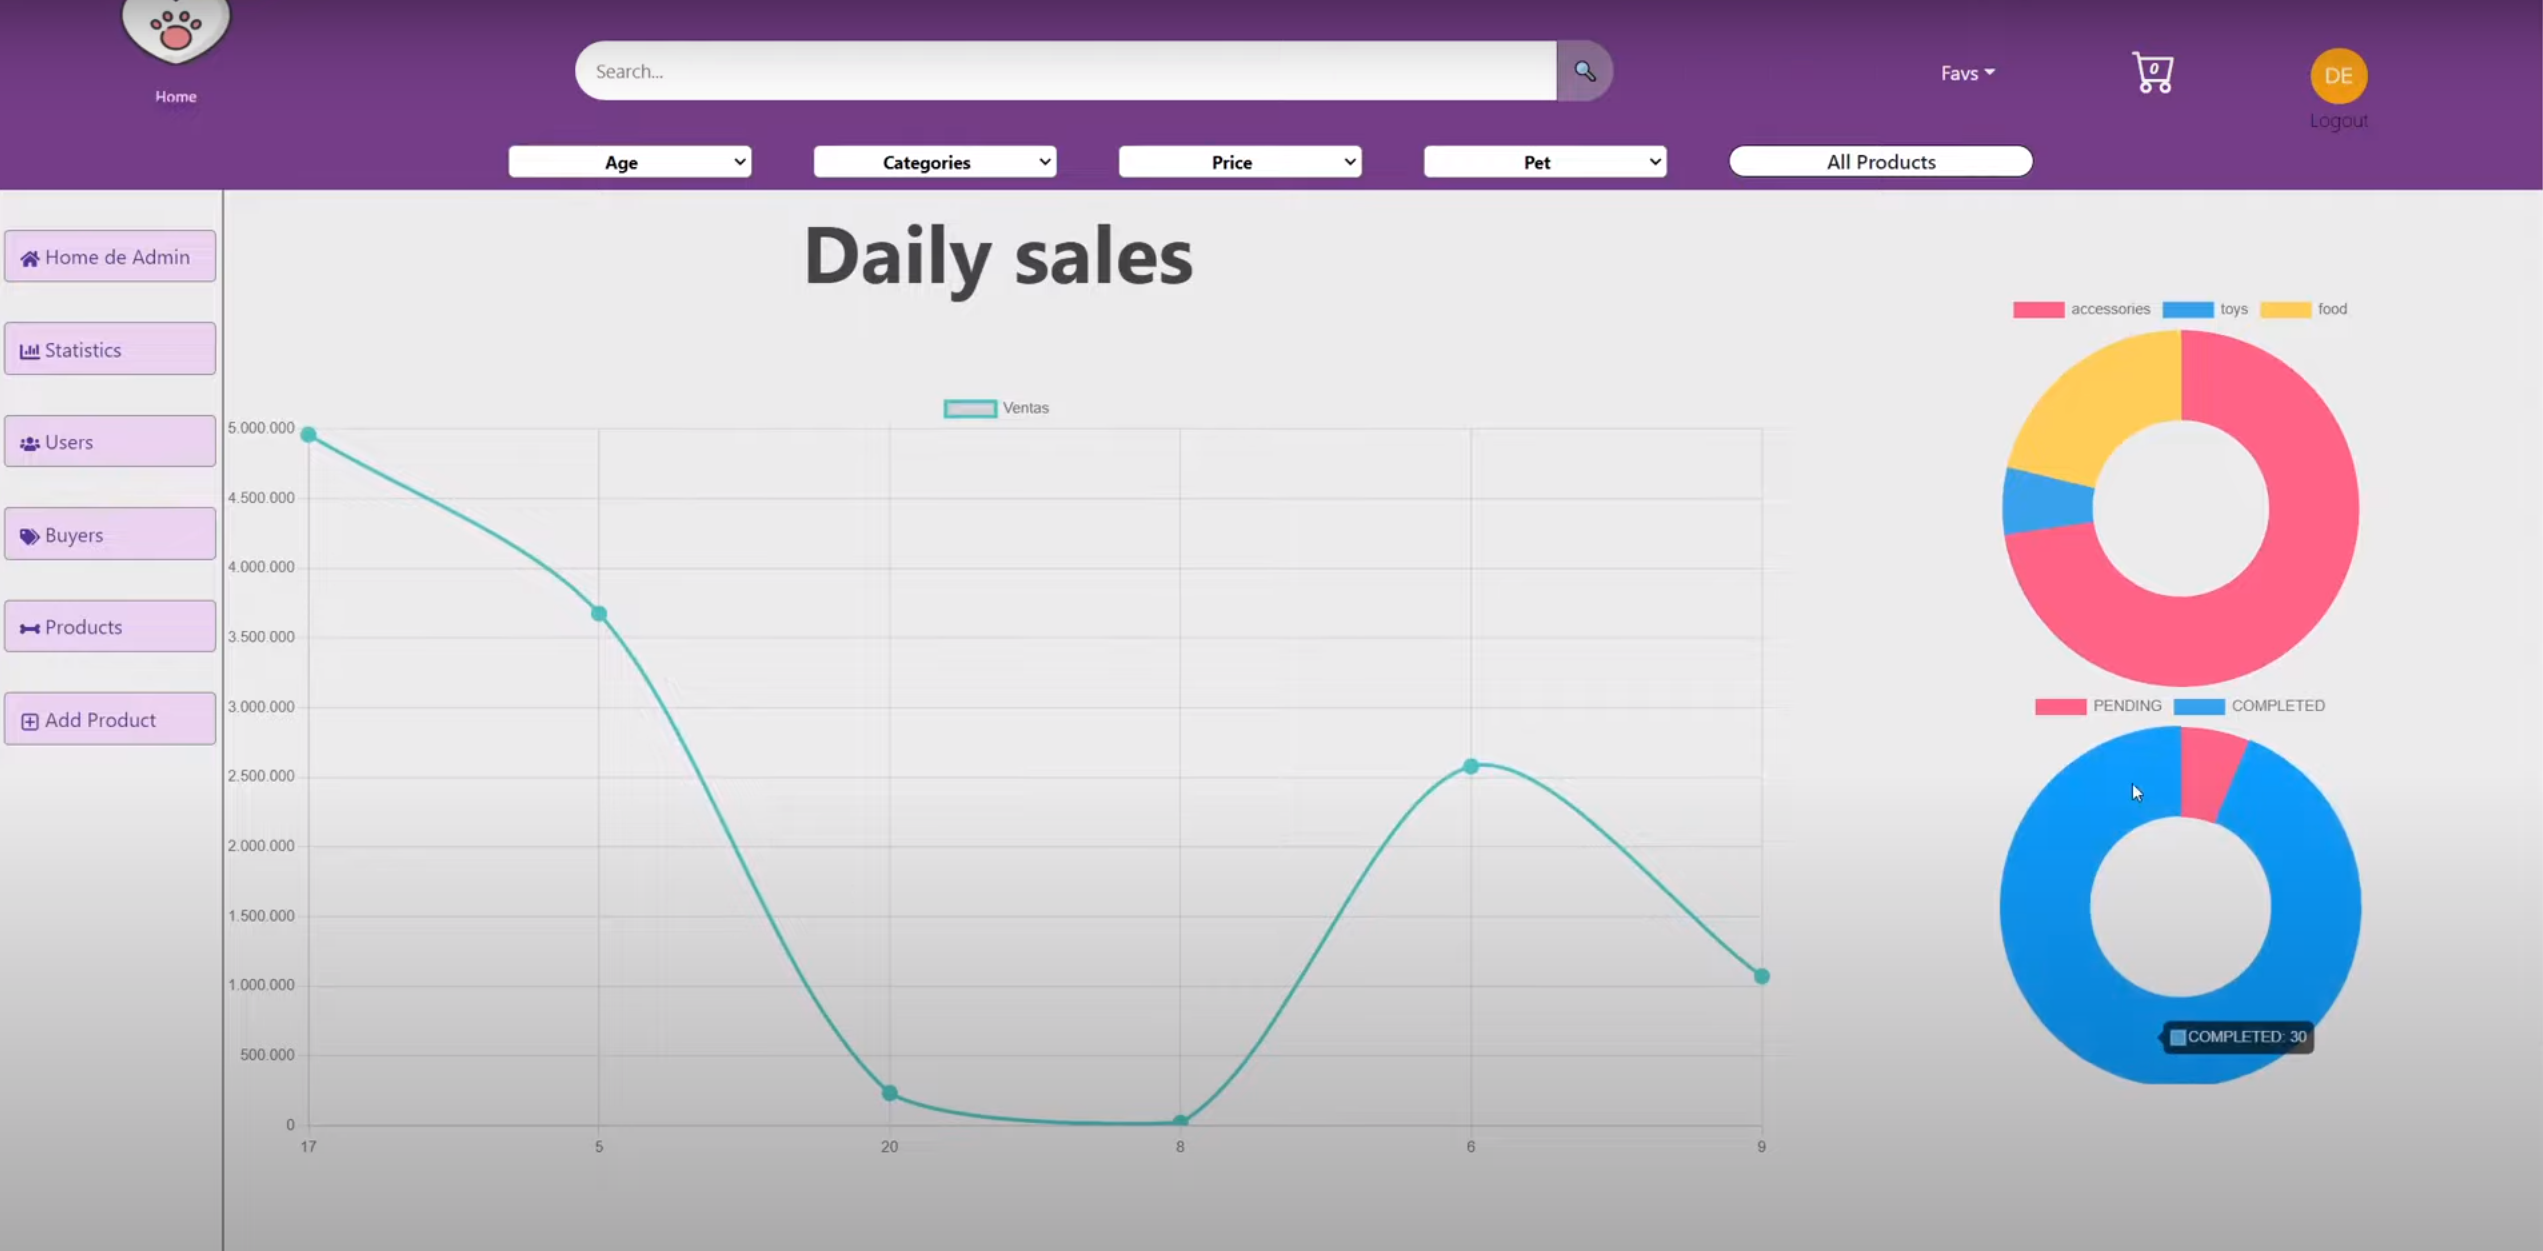 Home
Search...
Favs
0
DE
Logout
Age
Categories
Price
Pet
All Products
Home de Admin
Statistics
Users
Buyers
Products
Add Product
Daily sales
Ventas
5.000.000
4.500.000
4.000.000
3.500.000
3.000.000
2.500.000
2.000.000
1.500.000
1.000.000
500.000
0
17 5 20 8 6 9
accessories toys food
PENDING COMPLETED
COMPLETED: 30